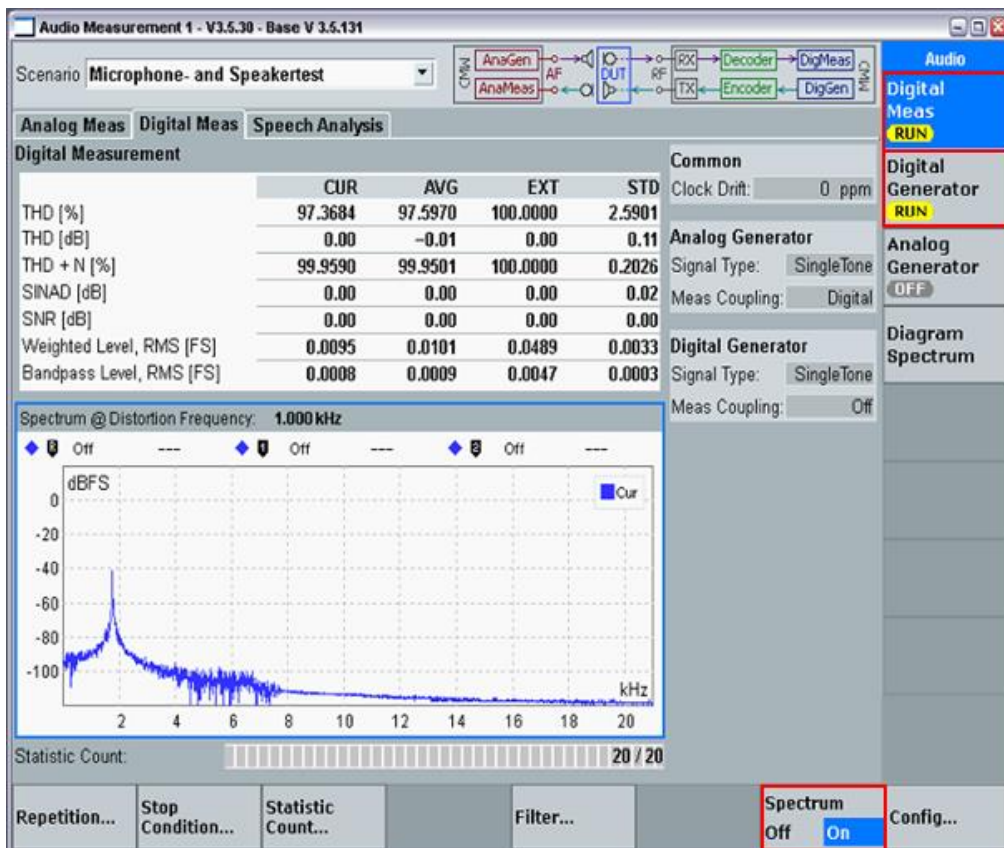 Audio Measurement 1 - V3.5.30 - Base V 3.5.131
Scenario Microphone- and Speakertest
CMW AnaGen AF DUT RF RX Decoder DigMeas CMW
AnaMeas TX Encoder DigGen
Audio
Digital Meas
RUN
Digital Generator
RUN
Analog Generator
OFF
Diagram Spectrum
Analog Meas Digital Meas Speech Analysis
Digital Measurement
CUR AVG EXT STD
THD [%] 97.3684 97.5970 100.0000 2.5901
THD [dB] 0.00 -0.01 0.00 0.11
THD + N [%] 99.9590 99.9501 100.0000 0.2026
SINAD [dB] 0.00 0.00 0.00 0.02
SNR [dB] 0.00 0.00 0.00 0.00
Weighted Level, RMS [FS] 0.0095 0.0101 0.0489 0.0033
Bandpass Level, RMS [FS] 0.0008 0.0009 0.0047 0.0003
Common
Clock Drift: 0 ppm
Analog Generator
Signal Type: SingleTone
Meas Coupling: Digital
Digital Generator
Signal Type: SingleTone
Meas Coupling: Off
Spectrum @ Distortion Frequency: 1.000 kHz
Off --- 1 Off --- 2 Off ---
dBFS
Cur
0
-20
-40
-60
-80
-100
kHz
2 4 6 8 10 12 14 16 18 20
Statistic Count: 20 / 20
Repetition...
Stop Condition...
Statistic Count...
Filter...
Spectrum
Off On
Config...